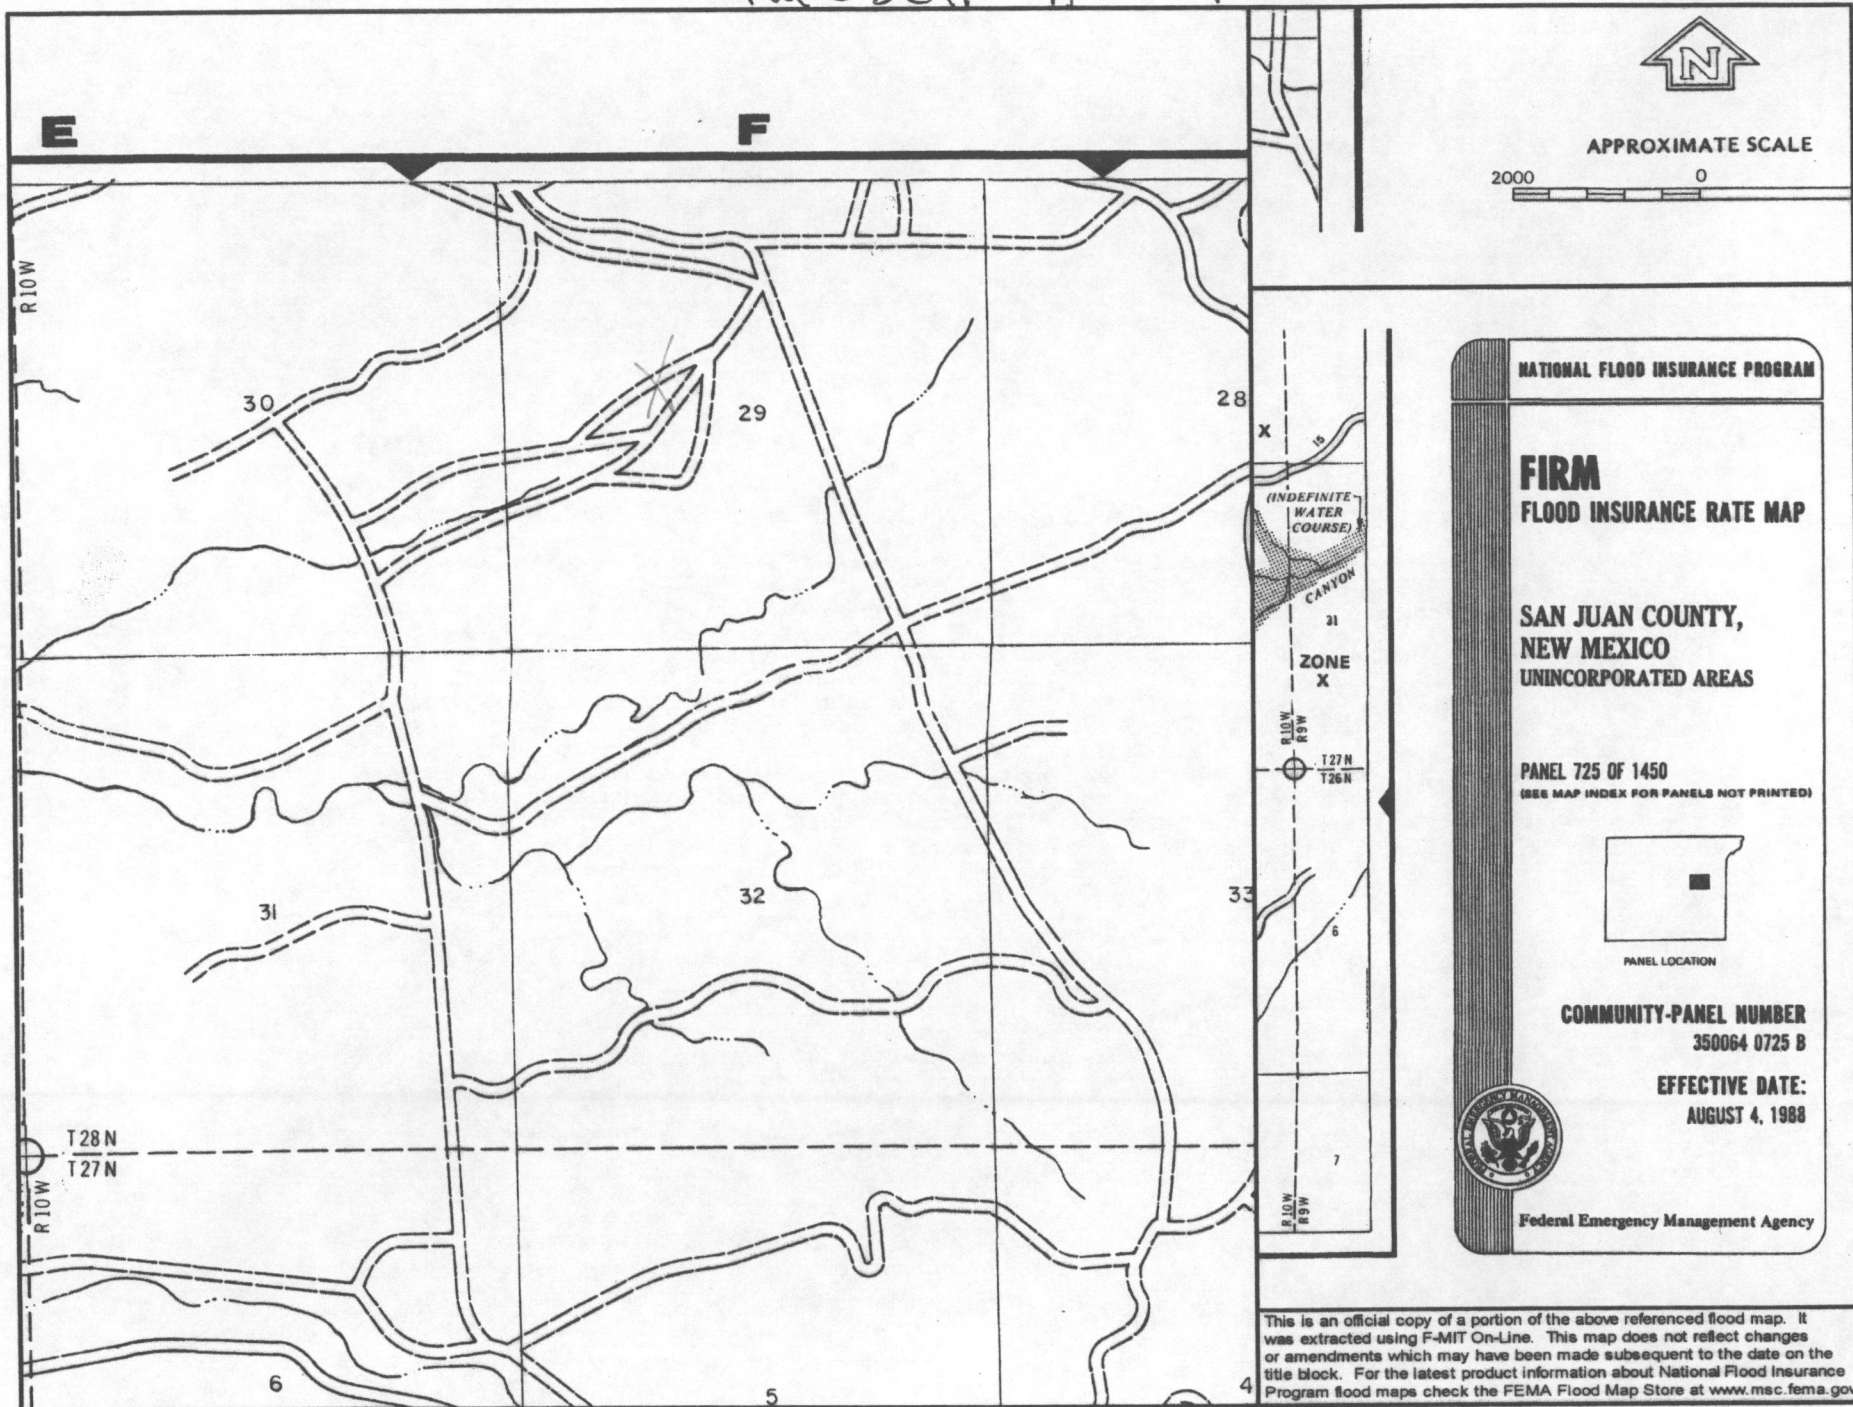 E
F
R10W
30
29
28
31
32
33
T28N
T27N
R10W
6
5
4
N
APPROXIMATE SCALE
2000 0
X
15
(INDEFINITE
WATER
COURSE)
CANYON
31
ZONE
X
R10W
R9W
T27N
T26N
6
7
R10W
R9W
NATIONAL FLOOD INSURANCE PROGRAM
FIRM
FLOOD INSURANCE RATE MAP
SAN JUAN COUNTY,
NEW MEXICO
UNINCORPORATED AREAS
PANEL 725 OF 1450
(SEE MAP INDEX FOR PANELS NOT PRINTED)
PANEL LOCATION
COMMUNITY-PANEL NUMBER
350064 0725 B
EFFECTIVE DATE:
AUGUST 4, 1988
Federal Emergency Management Agency
This is an official copy of a portion of the above referenced flood map. It
was extracted using F-MIT On-Line. This map does not reflect changes
or amendments which may have been made subsequent to the date on the
title block. For the latest product information about National Flood Insurance
Program flood maps check the FEMA Flood Map Store at www.msc.fema.gov